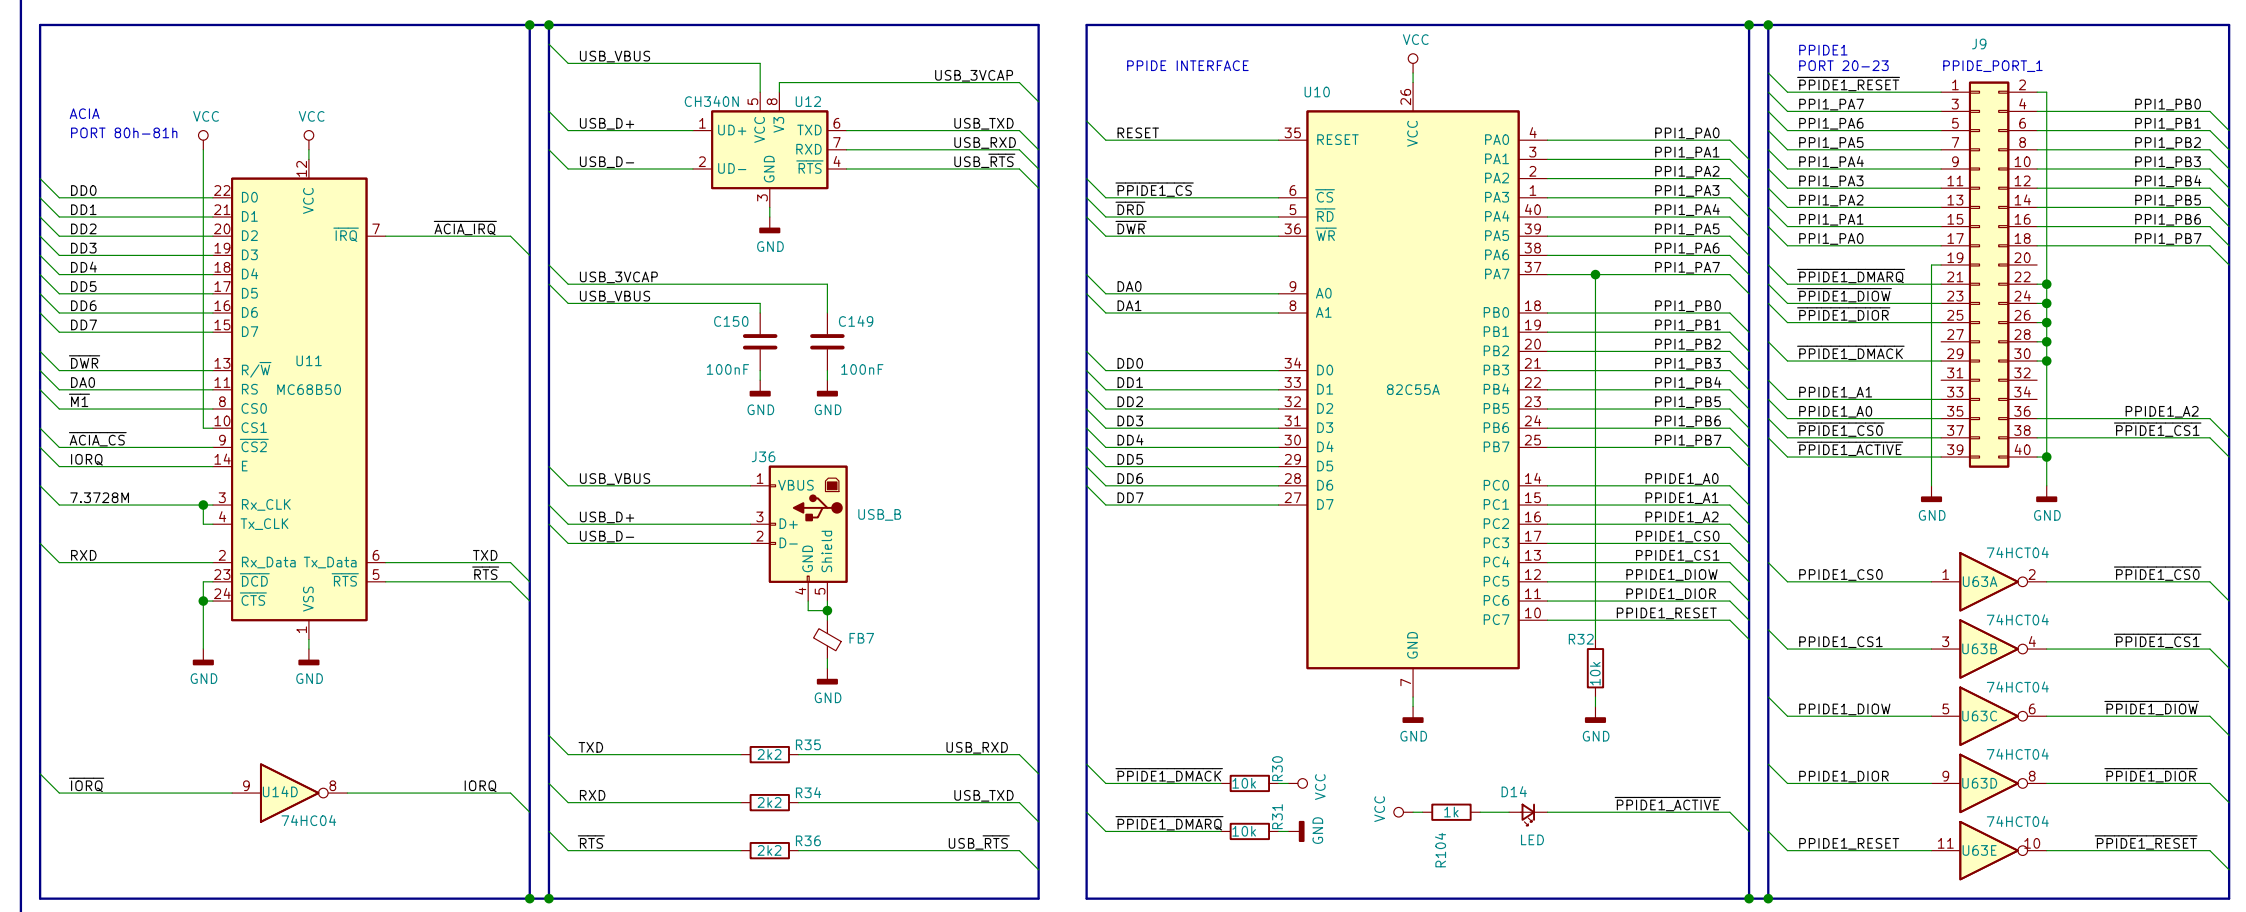 ACIA
PORT 80h-81h
VCC
VCC
12
VCC
DD0 22 D0
DD1 21 D1
DD2 20 D2
DD3 19 D3
DD4 18 D4
DD5 17 D5
DD6 16 D6
DD7 15 D7
IRQ 7 ACIA_IRQ
U11
MC68B50
DWR 13 R/W
DA0 11 RS
M1 8 CS0
10 CS1
ACIA_CS 9 CS2
IORQ 14 E
7.3728M 3 Rx_CLK
4 Tx_CLK
RXD 2 Rx_Data Tx_Data 6 TXD
23 DCD RTS 5 RTS
24 CTS
VSS
1
GND
GND
IORQ 9 U14D 8 IORQ
74HC04
USB_VBUS
USB_3VCAP
CH340N 5 8 U12
USB_D+ 1 UD+ VCC V3 TXD 6 USB_TXD
RXD 7 USB_RXD
USB_D- 2 UD- GND RTS 4 USB_RTS
3
GND
USB_3VCAP
USB_VBUS
C150 C149
100nF 100nF
GND GND
J36
USB_VBUS 1 VBUS
USB_B
USB_D+ 3 D+
USB_D- 2 D-
GND Shield
4 5
FB7
GND
TXD 2k2 R35 USB_RXD
RXD 2k2 R34 USB_TXD
RTS 2k2 R36 USB_RTS
PPIDE INTERFACE
VCC
U10
26
VCC
RESET 35 RESET
PPIDE1_CS 6 CS
DRD 5 RD
DWR 36 WR
DA0 9 A0
DA1 8 A1
DD0 34 D0
DD1 33 D1
DD2 32 D2
DD3 31 D3
DD4 30 D4
DD5 29 D5
DD6 28 D6
DD7 27 D7
82C55A
PA0 4 PPI1_PA0
PA1 3 PPI1_PA1
PA2 2 PPI1_PA2
PA3 1 PPI1_PA3
PA4 40 PPI1_PA4
PA5 39 PPI1_PA5
PA6 38 PPI1_PA6
PA7 37 PPI1_PA7
PB0 18 PPI1_PB0
PB1 19 PPI1_PB1
PB2 20 PPI1_PB2
PB3 21 PPI1_PB3
PB4 22 PPI1_PB4
PB5 23 PPI1_PB5
PB6 24 PPI1_PB6
PB7 25 PPI1_PB7
PC0 14 PPIDE1_A0
PC1 15 PPIDE1_A1
PC2 16 PPIDE1_A2
PC3 17 PPIDE1_CS0
PC4 13 PPIDE1_CS1
PC5 12 PPIDE1_DIOW
PC6 11 PPIDE1_DIOR
PC7 10 PPIDE1_RESET
GND
7
GND
R32
10k
GND
PPIDE1_DMACK 10k R30 VCC
PPIDE1_DMARQ 10k R31 GND
VCC 1k R104 D14 LED PPIDE1_ACTIVE
PPIDE1
PORT 20-23
J9
PPIDE_PORT_1
PPIDE1_RESET 1 2
PPI1_PA7 3 4 PPI1_PB0
PPI1_PA6 5 6 PPI1_PB1
PPI1_PA5 7 8 PPI1_PB2
PPI1_PA4 9 10 PPI1_PB3
PPI1_PA3 11 12 PPI1_PB4
PPI1_PA2 13 14 PPI1_PB5
PPI1_PA1 15 16 PPI1_PB6
PPI1_PA0 17 18 PPI1_PB7
19 20
PPIDE1_DMARQ 21 22
PPIDE1_DIOW 23 24
PPIDE1_DIOR 25 26
27 28
PPIDE1_DMACK 29 30
31 32
PPIDE1_A1 33 34
PPIDE1_A0 35 36 PPIDE1_A2
PPIDE1_CS0 37 38 PPIDE1_CS1
PPIDE1_ACTIVE 39 40
GND GND
74HCT04
PPIDE1_CS0 1 U63A 2 PPIDE1_CS0
74HCT04
PPIDE1_CS1 3 U63B 4 PPIDE1_CS1
74HCT04
PPIDE1_DIOW 5 U63C 6 PPIDE1_DIOW
74HCT04
PPIDE1_DIOR 9 U63D 8 PPIDE1_DIOR
74HCT04
PPIDE1_RESET 11 U63E 10 PPIDE1_RESET